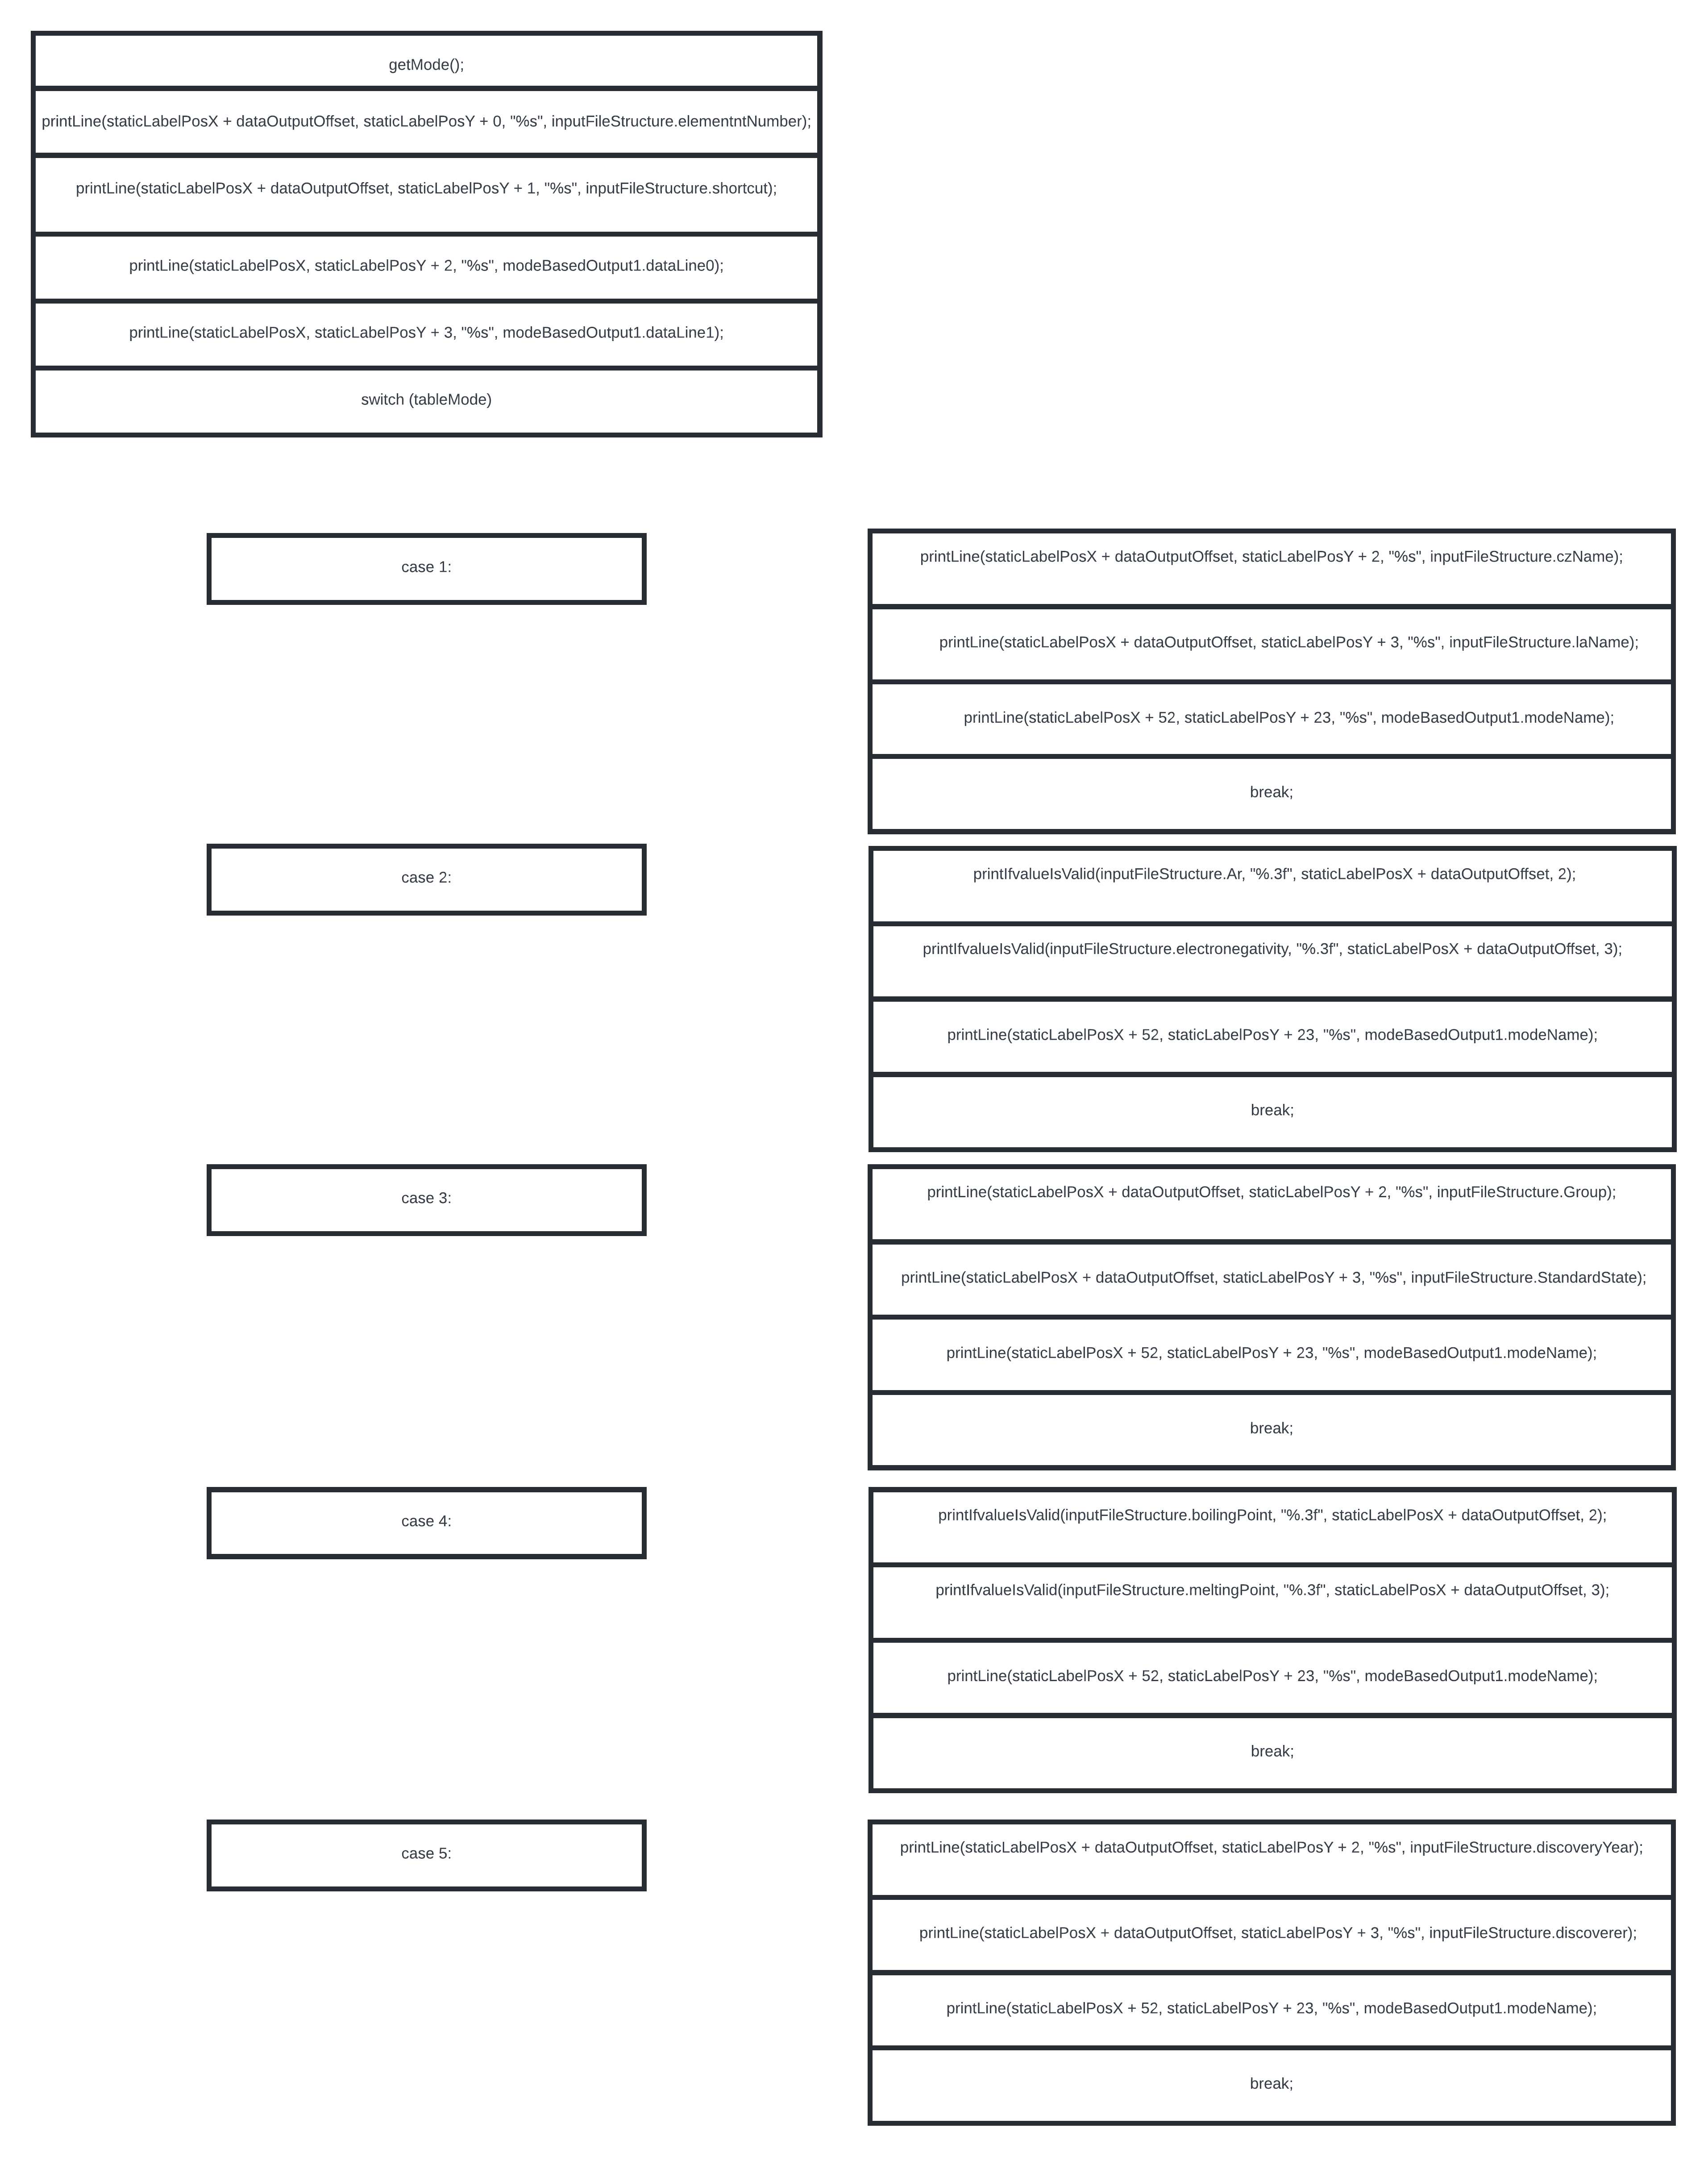 getMode();
printLine(staticLabelPosX + dataOutputOffset, staticLabelPosY + 0, "%s", inputFileStructure.elementntNumber);
printLine(staticLabelPosX + dataOutputOffset, staticLabelPosY + 1, "%s", inputFileStructure.shortcut);
printLine(staticLabelPosX, staticLabelPosY + 2, "%s", modeBasedOutput1.dataLine0);
printLine(staticLabelPosX, staticLabelPosY + 3, "%s", modeBasedOutput1.dataLine1);
switch (tableMode)
case 1:
printLine(staticLabelPosX + dataOutputOffset, staticLabelPosY + 2, "%s", inputFileStructure.czName);
printLine(staticLabelPosX + dataOutputOffset, staticLabelPosY + 3, "%s", inputFileStructure.laName);
printLine(staticLabelPosX + 52, staticLabelPosY + 23, "%s", modeBasedOutput1.modeName);
break;
case 2:
printIfvalueIsValid(inputFileStructure.Ar, "%.3f", staticLabelPosX + dataOutputOffset, 2);
printIfvalueIsValid(inputFileStructure.electronegativity, "%.3f", staticLabelPosX + dataOutputOffset, 3);
printLine(staticLabelPosX + 52, staticLabelPosY + 23, "%s", modeBasedOutput1.modeName);
break;
case 3:
printLine(staticLabelPosX + dataOutputOffset, staticLabelPosY + 2, "%s", inputFileStructure.Group);
printLine(staticLabelPosX + dataOutputOffset, staticLabelPosY + 3, "%s", inputFileStructure.StandardState);
printLine(staticLabelPosX + 52, staticLabelPosY + 23, "%s", modeBasedOutput1.modeName);
break;
case 4:
printIfvalueIsValid(inputFileStructure.boilingPoint, "%.3f", staticLabelPosX + dataOutputOffset, 2);
printIfvalueIsValid(inputFileStructure.meltingPoint, "%.3f", staticLabelPosX + dataOutputOffset, 3);
printLine(staticLabelPosX + 52, staticLabelPosY + 23, "%s", modeBasedOutput1.modeName);
break;
case 5:
printLine(staticLabelPosX + dataOutputOffset, staticLabelPosY + 2, "%s", inputFileStructure.discoveryYear);
printLine(staticLabelPosX + dataOutputOffset, staticLabelPosY + 3, "%s", inputFileStructure.discoverer);
printLine(staticLabelPosX + 52, staticLabelPosY + 23, "%s", modeBasedOutput1.modeName);
break;